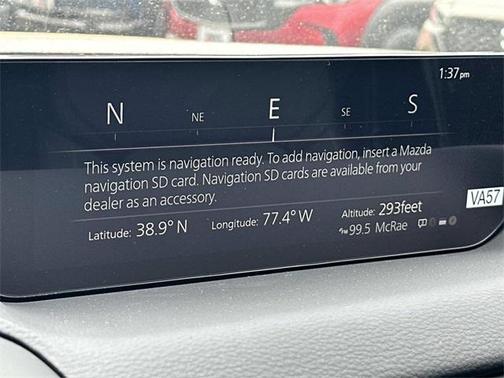 1:37pm
N NE E SE S
This system is navigation ready. To add navigation, insert a Mazda
navigation SD card. Navigation SD cards are available from your
dealer as an accessory.
Latitude: 38.9° N Longitude: 77.4° W Altitude: 293feet
FM 99.5 McRae
VA57